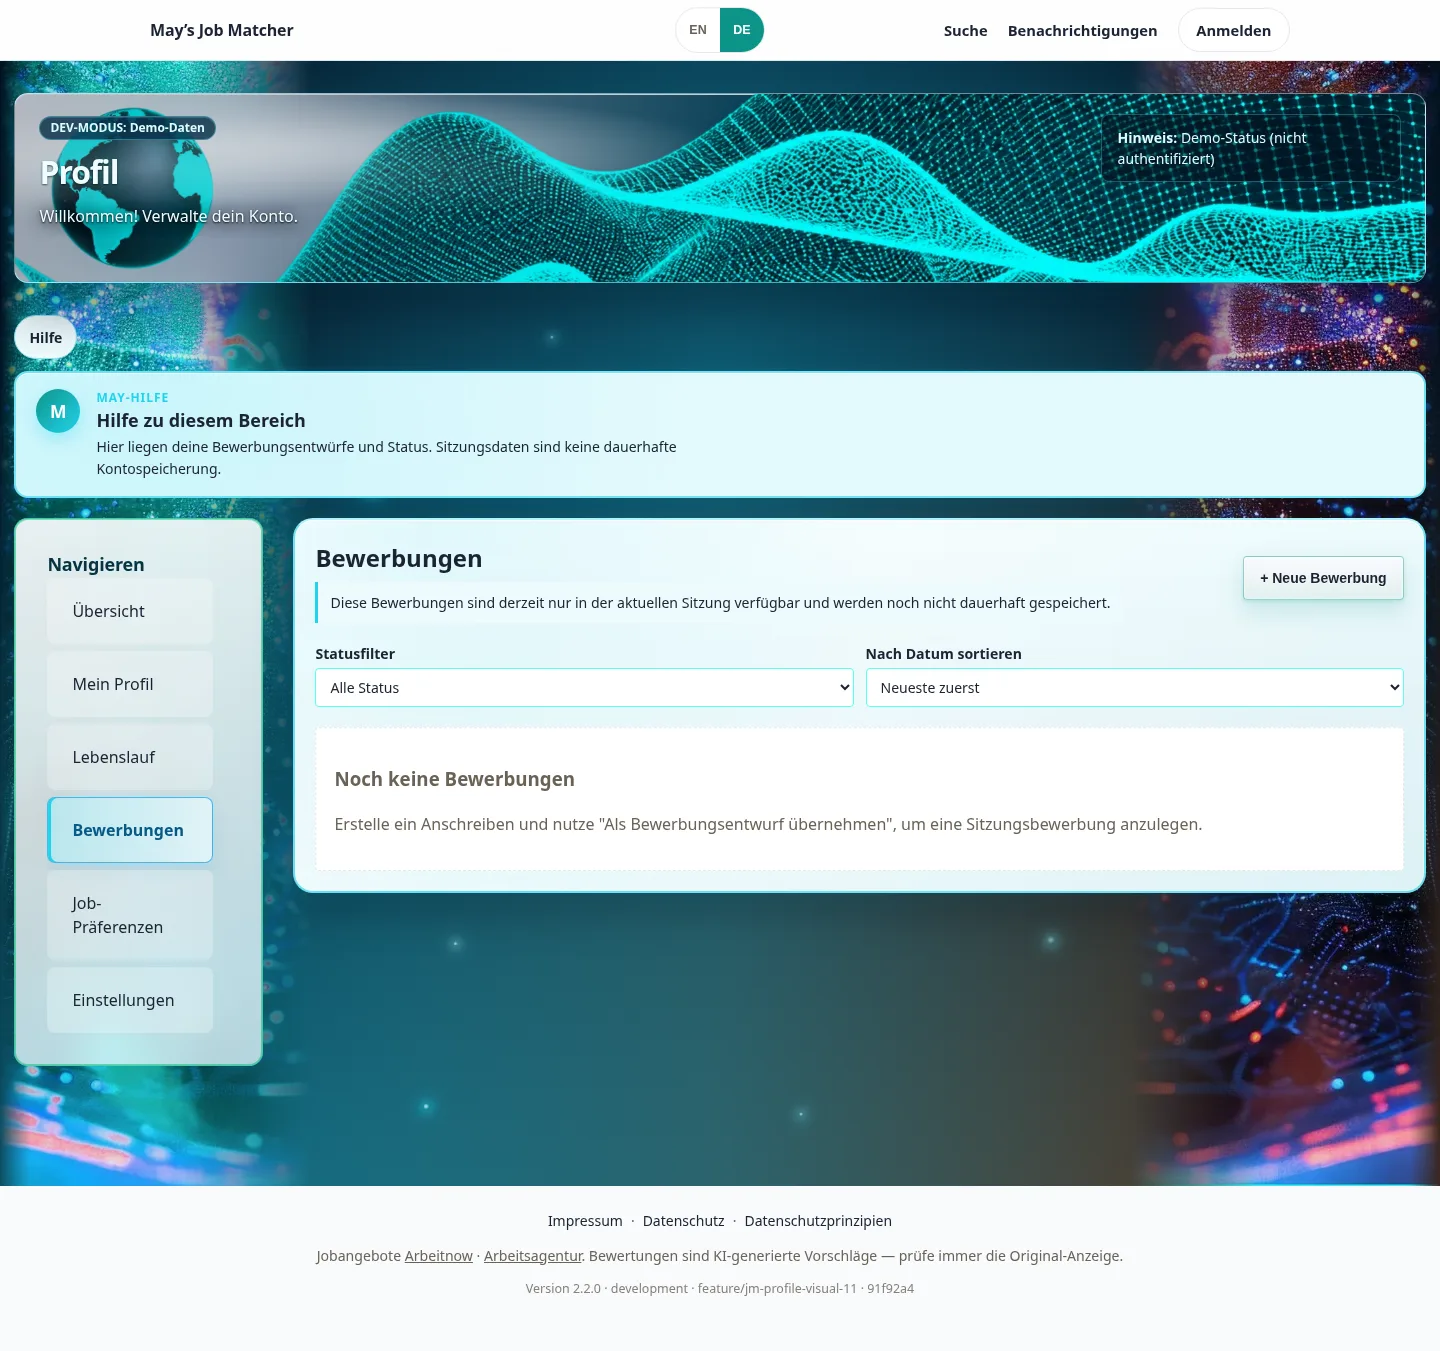 May’s Job Matcher
EN
DE
Suche
Benachrichtigungen
Anmelden
DEV-MODUS: Demo-Daten
Profil
Willkommen! Verwalte dein Konto.
Hinweis: Demo-Status (nicht
authentifiziert)
Hilfe
M
MAY-HILFE
Hilfe zu diesem Bereich
Hier liegen deine Bewerbungsentwürfe und Status. Sitzungsdaten sind keine dauerhafte
Kontospeicherung.
Navigieren
Übersicht
Mein Profil
Lebenslauf
Bewerbungen
Job-
Präferenzen
Einstellungen
Bewerbungen
+ Neue Bewerbung
Diese Bewerbungen sind derzeit nur in der aktuellen Sitzung verfügbar und werden noch nicht dauerhaft gespeichert.
Statusfilter
Alle Status
Nach Datum sortieren
Neueste zuerst
Noch keine Bewerbungen
Erstelle ein Anschreiben und nutze "Als Bewerbungsentwurf übernehmen", um eine Sitzungsbewerbung anzulegen.
Impressum · Datenschutz · Datenschutzprinzipien
Jobangebote Arbeitnow · Arbeitsagentur. Bewertungen sind KI-generierte Vorschläge — prüfe immer die Original-Anzeige.
Version 2.2.0 · development · feature/jm-profile-visual-11 · 91f92a4